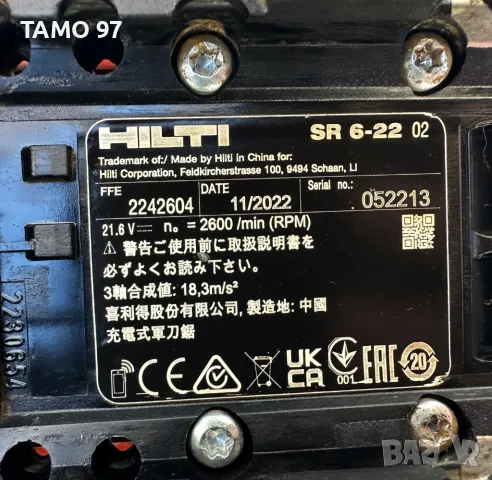 TAMO 97
HILTI SR 6-22 02
Trademark of:/ Made by Hilti in China for:
Hilti Corporation, Feldkircherstrasse 100, 9494 Schaan, LI
FFE DATE Serial no.:
2242604 11/2022 052213
21.6 V n₀ = 2600 /min (RPM)
⚠ 警告ご使用前に取扱説明書を
必ずよくお読み下さい。
3軸合成値: 18,3m/s²
喜利得股份有限公司, 製造地: 中國
充電式軍刀鋸
CE UK CA 001 EAC 20
2230654
BAZAR